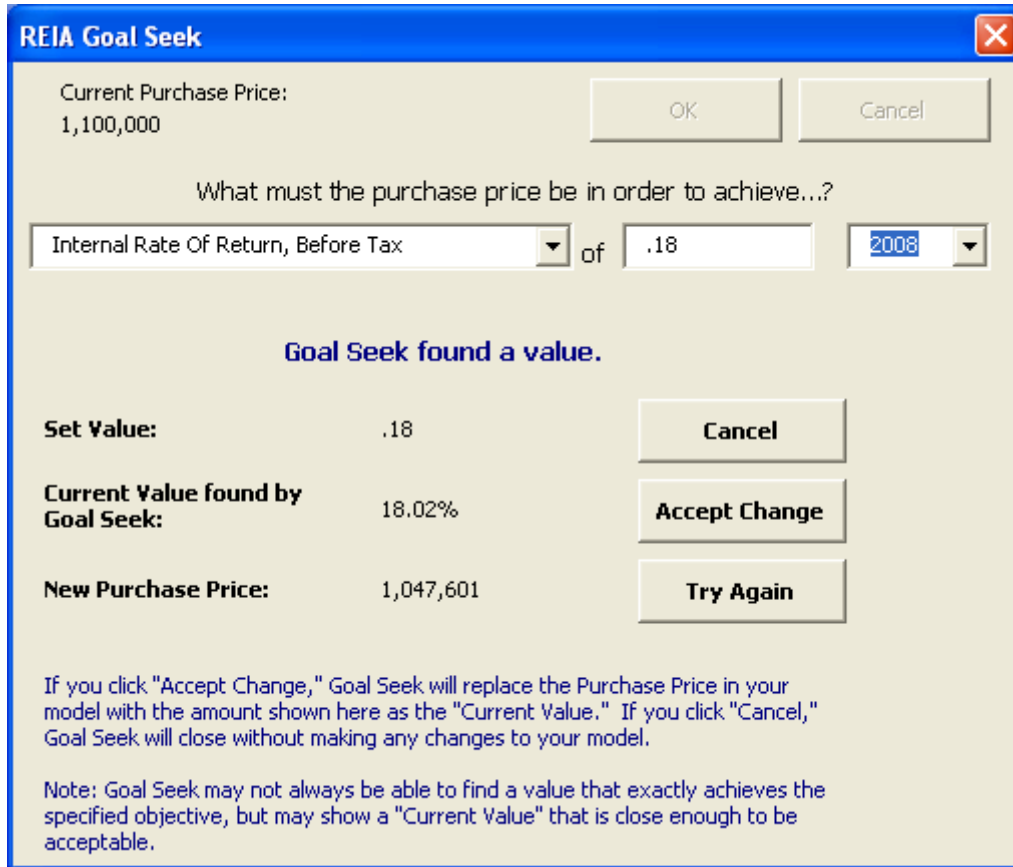 REIA Goal Seek
Current Purchase Price:
1,100,000
OK
Cancel
What must the purchase price be in order to achieve...?
Internal Rate Of Return, Before Tax
of
.18
2008
Goal Seek found a value.
Set Value:
.18
Cancel
Current Value found by
Goal Seek:
18.02%
Accept Change
New Purchase Price:
1,047,601
Try Again
If you click "Accept Change," Goal Seek will replace the Purchase Price in your
model with the amount shown here as the "Current Value."  If you click "Cancel,"
Goal Seek will close without making any changes to your model.
Note: Goal Seek may not always be able to find a value that exactly achieves the
specified objective, but may show a "Current Value" that is close enough to be
acceptable.